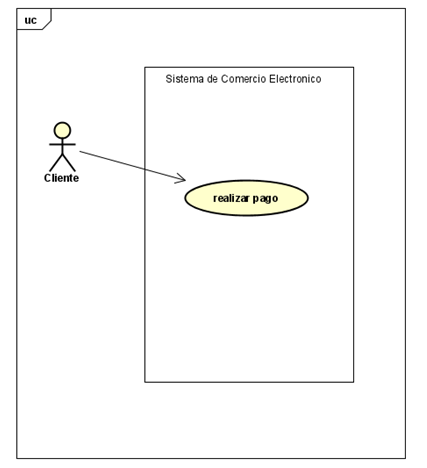 uc
Sistema de Comercio Electronico
Cliente
realizar pago